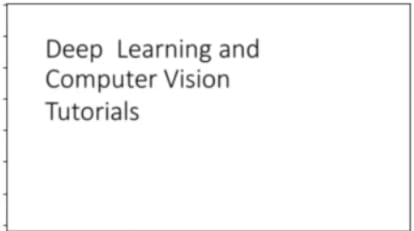 Deep Learning and
Computer Vision
Tutorials